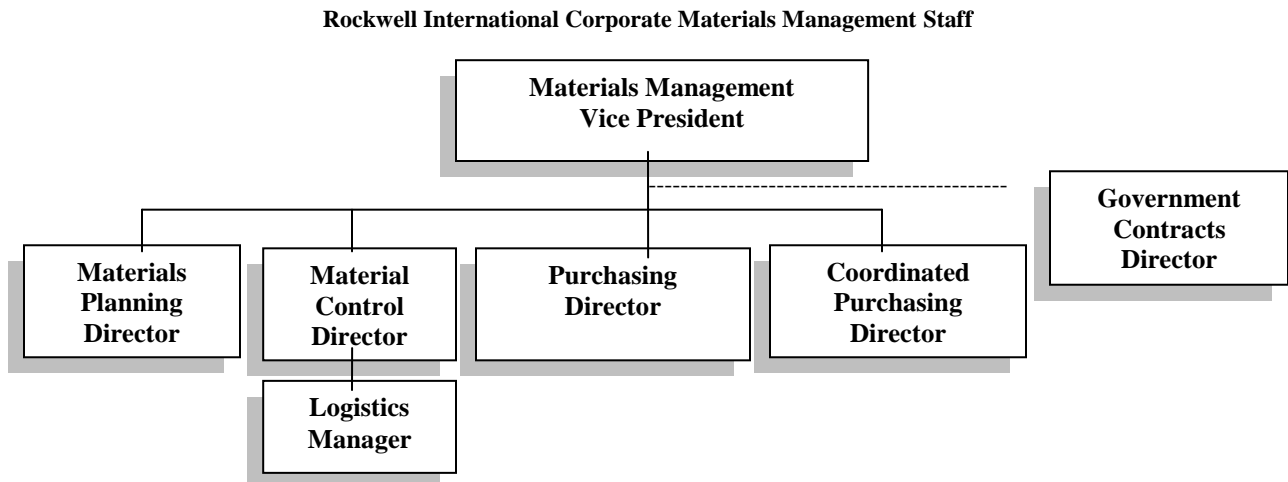 Rockwell International Corporate Materials Management Staff
Materials Management
Vice President
Government
Contracts
Director
Materials
Planning
Director
Material
Control
Director
Purchasing
Director
Coordinated
Purchasing
Director
Logistics
Manager